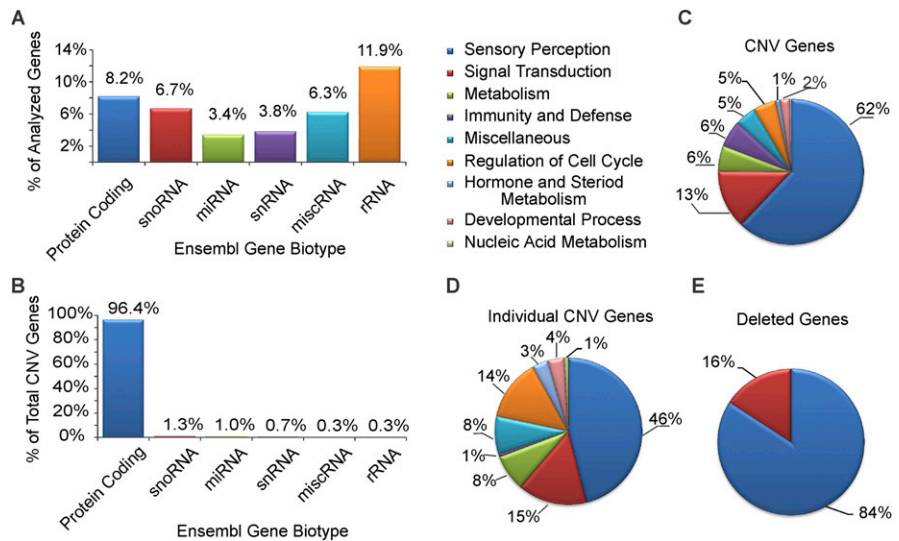 A
% of Analyzed Genes
14%
10%
6%
2%
8.2%
6.7%
3.4%
3.8%
6.3%
11.9%
Protein Coding
snoRNA
miRNA
snRNA
miscRNA
rRNA
Ensembl Gene Biotype
Sensory Perception
Signal Transduction
Metabolism
Immunity and Defense
Miscellaneous
Regulation of Cell Cycle
Hormone and Steriod
Metabolism
Developmental Process
Nucleic Acid Metabolism
C
CNV Genes
5%
1%
2%
62%
5%
6%
6%
13%
B
% of Total CNV Genes
100%
80%
60%
40%
20%
0%
96.4%
1.3%
1.0%
0.7%
0.3%
0.3%
Protein Coding
snoRNA
miRNA
snRNA
miscRNA
rRNA
Ensembl Gene Biotype
D
Individual CNV Genes
4%
1%
3%
14%
8%
1%
8%
15%
46%
E
Deleted Genes
16%
84%